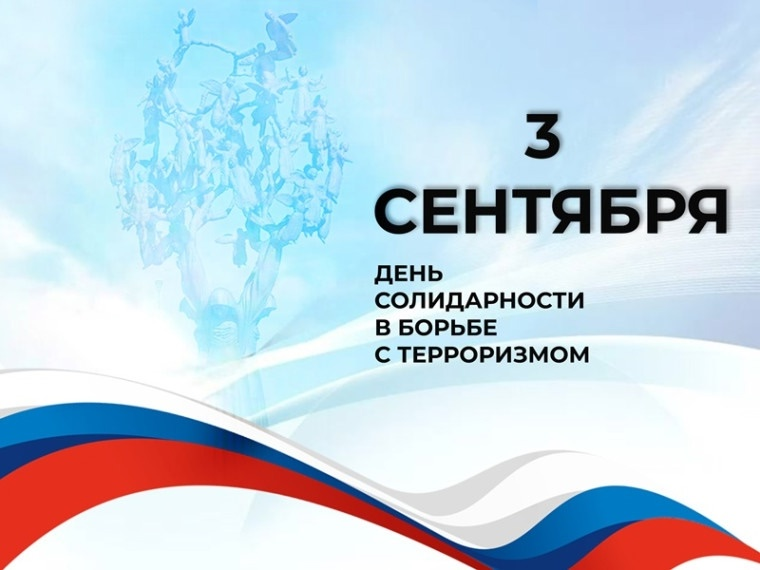 3
СЕНТЯБРЯ
ДЕНЬ
СОЛИДАРНОСТИ
В БОРЬБЕ
С ТЕРРОРИЗМОМ